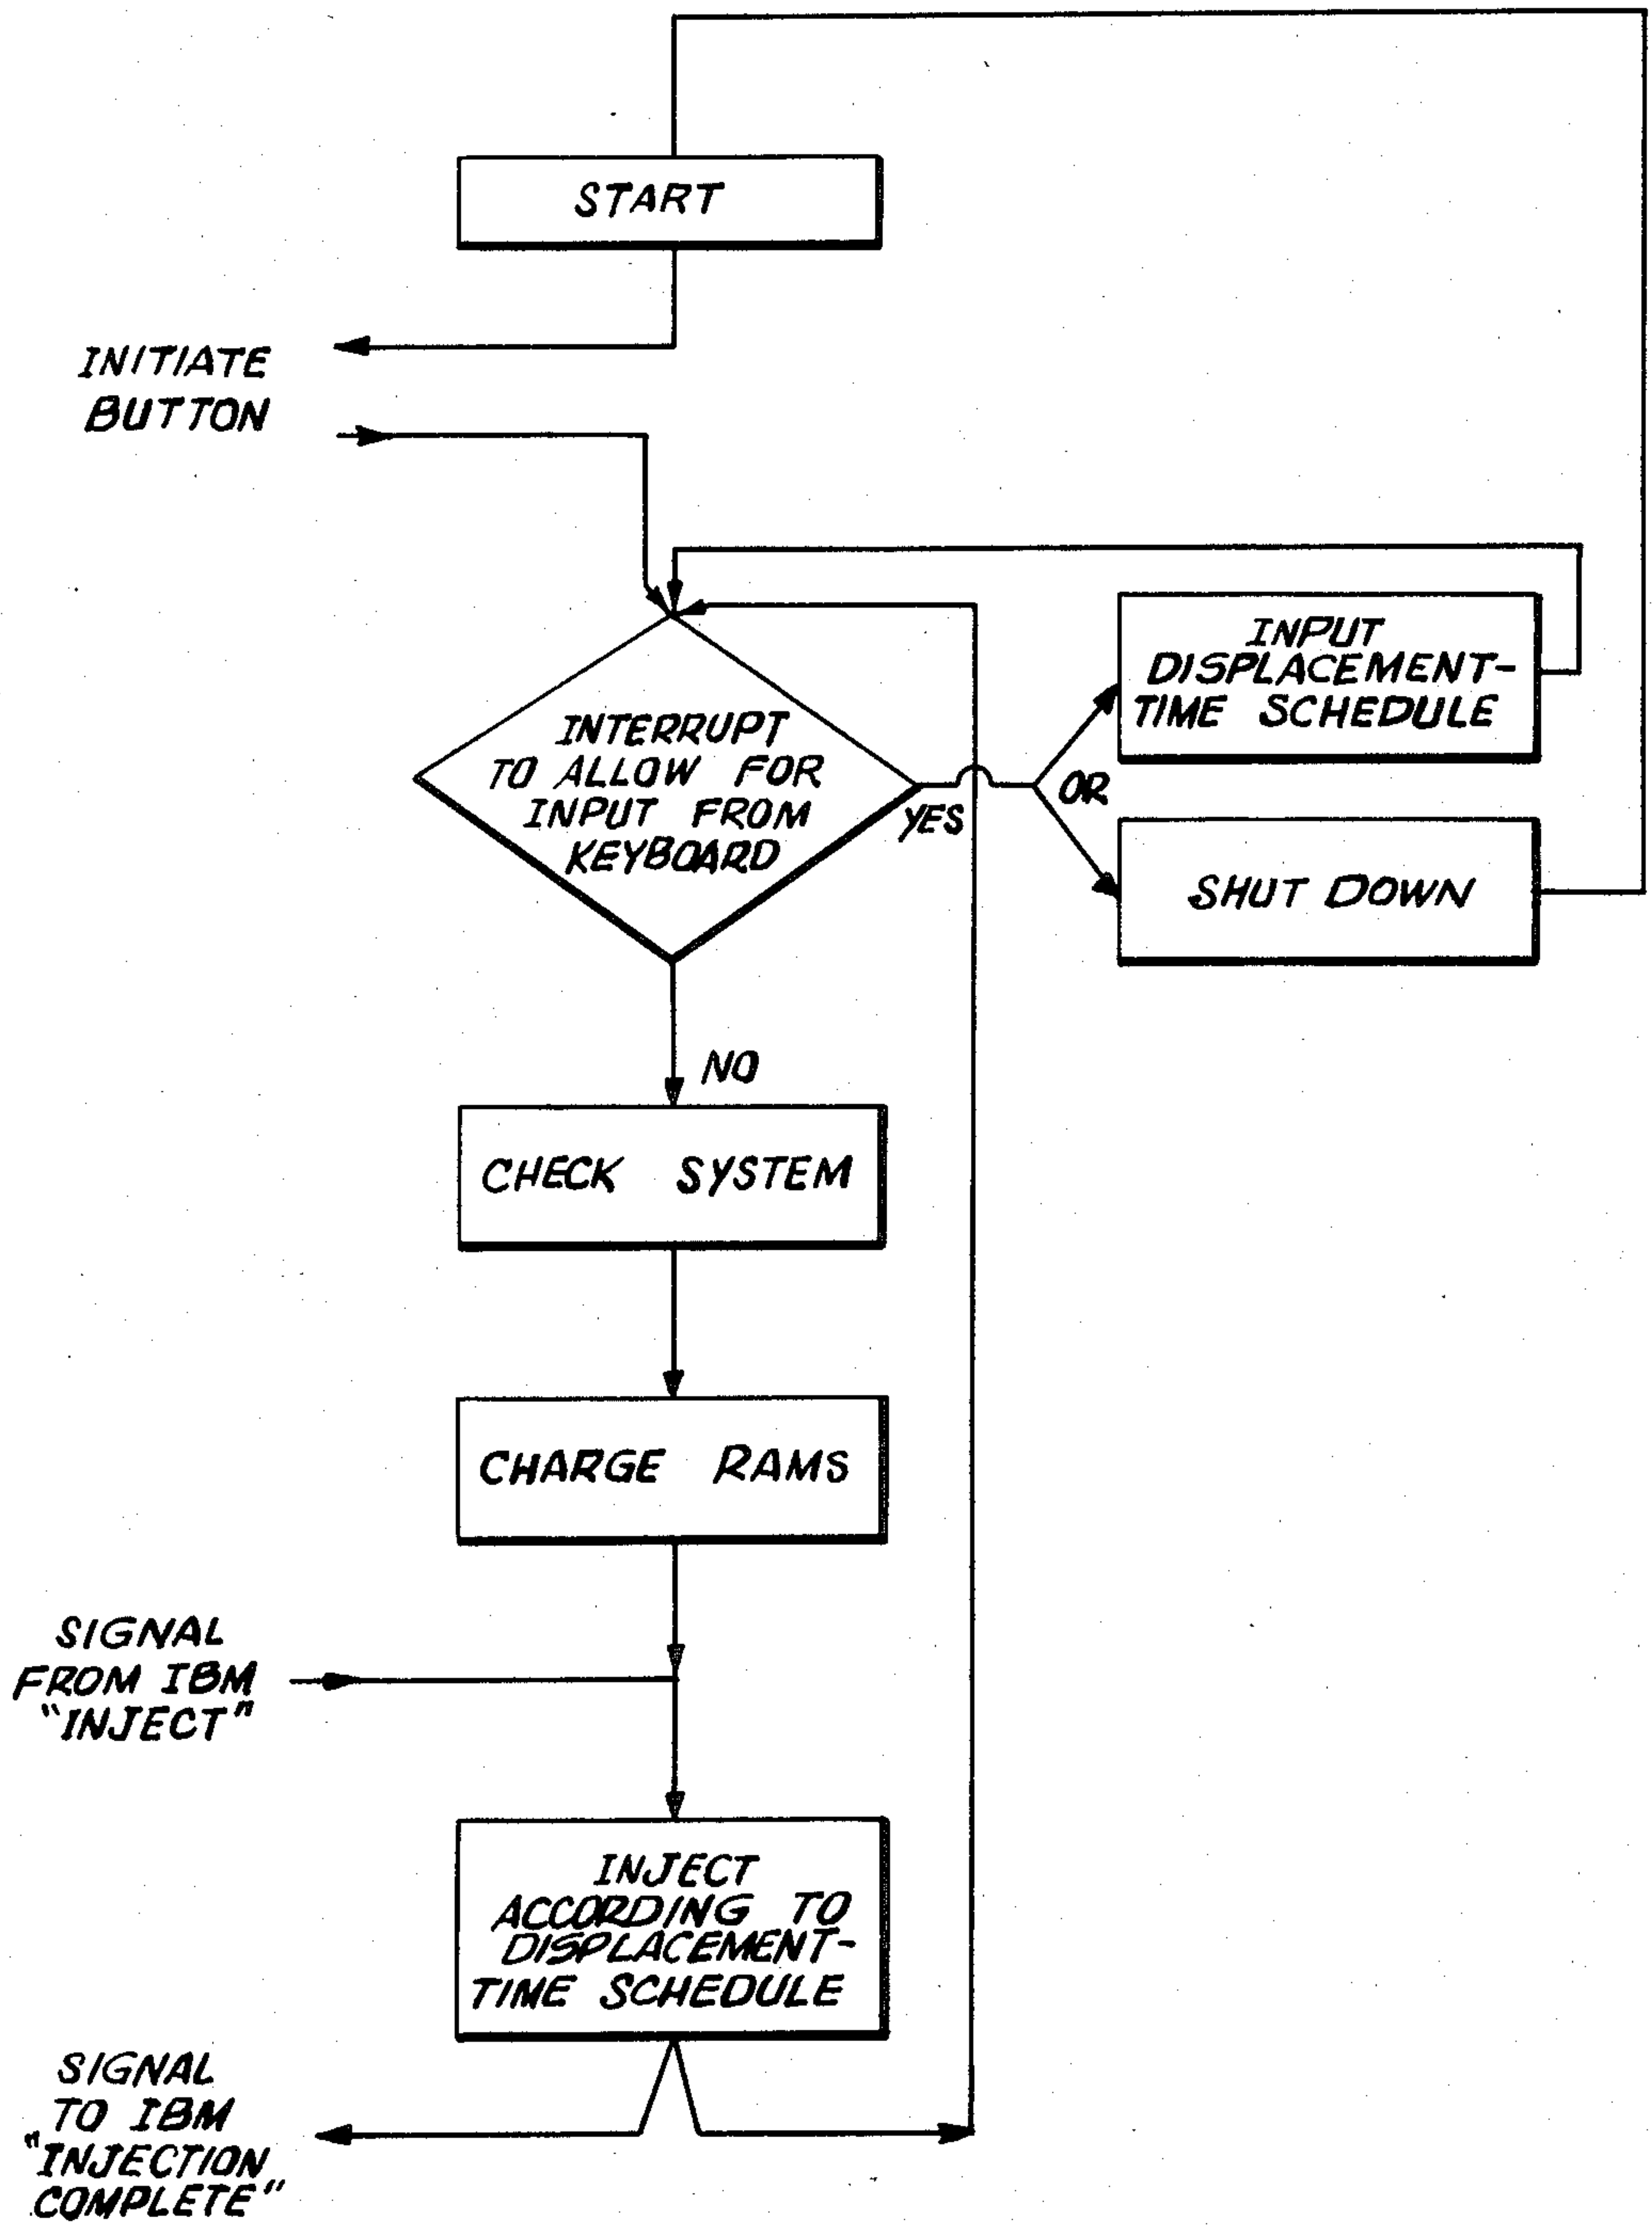 START
INITIATE
BUTTON
INPUT
DISPLACEMENT-
TIME SCHEDULE
INTERRUPT
TO ALLOW FOR
INPUT FROM
KEYBOARD
YES
OR
SHUT DOWN
NO
CHECK SYSTEM
CHARGE RAMS
SIGNAL
FROM IBM
"INJECT"
INJECT
ACCORDING TO
DISPLACEMENT-
TIME SCHEDULE
SIGNAL
TO IBM
"INJECTION
COMPLETE"